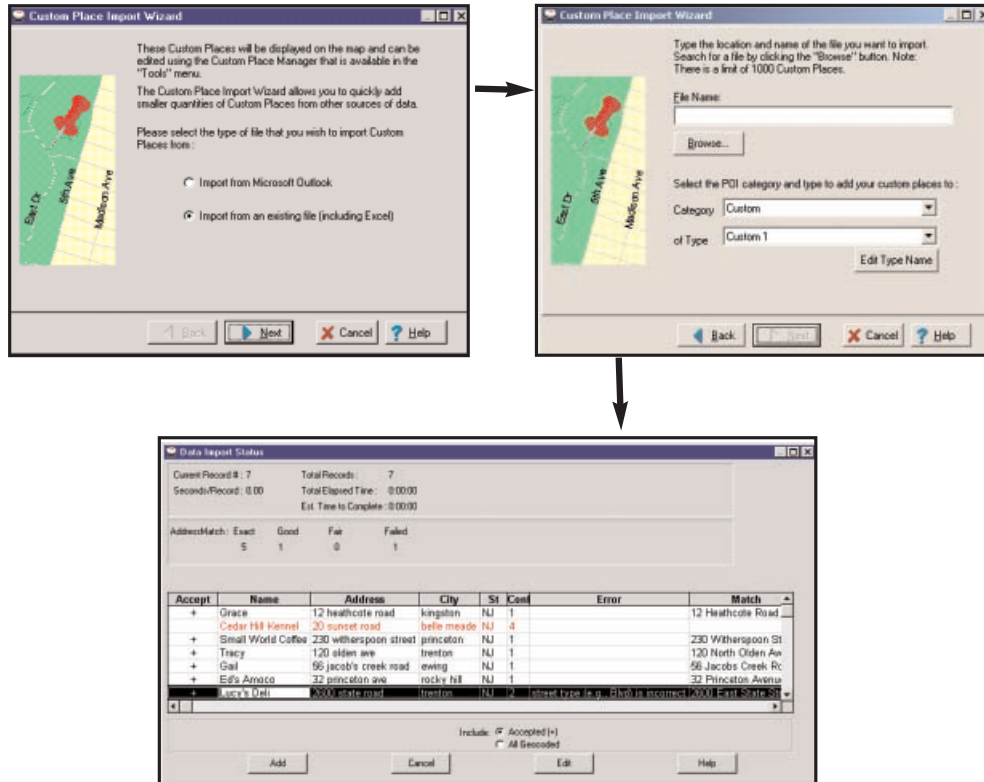 Custom Place Import Wizard
These Custom Places will be displayed on the map and can be
edited using the Custom Place Manager that is available in the
"Tools" menu.
The Custom Place Import Wizard allows you to quickly add
smaller quantities of Custom Places from other sources of data.
Please select the type of file that you wish to import Custom
Places from :
Import from Microsoft Outlook
Import from an existing file (including Excel)
East Dr
5th Ave
Madison Ave
Back
Next
Cancel
Help
Custom Place Import Wizard
Type the location and name of the file you want to import.
Search for a file by clicking the "Browse" button. Note:
There is a limit of 1000 Custom Places.
File Name:
Browse...
Select the POI category and type to add your custom places to :
Category Custom
of Type Custom 1
Edit Type Name
East Dr
5th Ave
Madison Ave
Back
Next
Cancel
Help
Data Import Status
Current Record # : 7 Total Records : 7
Seconds/Record : 0.00 Total Elapsed Time : 0:00:00
Est. Time to Complete : 0:00:00
AddressMatch : Exact Good Fair Failed
5 1 0 1
Accept Name Address City St Conf Error Match
+ Grace 12 heathcote road kingston NJ 1 12 Heathcote Road
Cedar Hill Kennel 20 sunset road belle meade NJ 4
+ Small World Coffee 230 witherspoon street princeton NJ 1 230 Witherspoon St
+ Tracy 120 olden ave trenton NJ 1 120 North Olden Av
+ Gail 56 jacob's creek road ewing NJ 1 56 Jacobs Creek Ro
+ Ed's Amoco 32 princeton ave rocky hill NJ 1 32 Princeton Avenu
+ Lucy's Deli 2600 state road trenton NJ 2 street type (e.g., Blvd) is incorrect 2600 East State St
Include: Accepted (+)
All Geocoded
Add
Cancel
Edit
Help